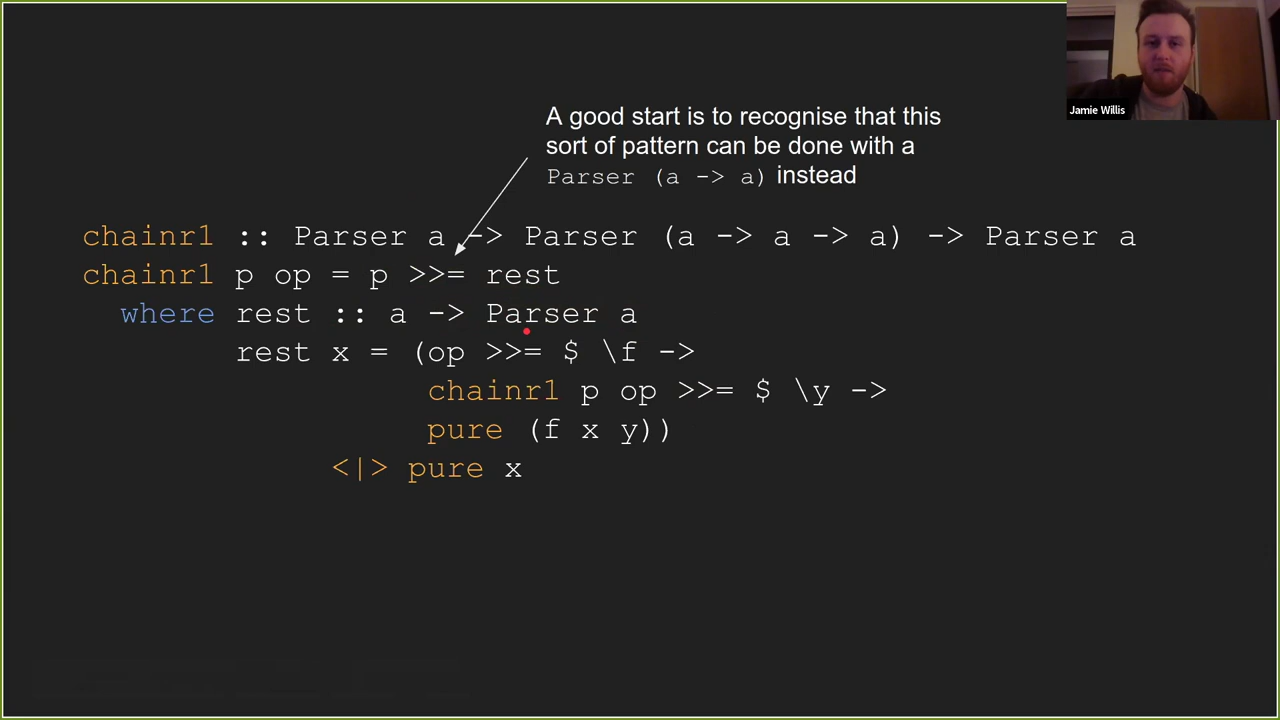 Jamie Willis
A good start is to recognise that this
sort of pattern can be done with a
Parser (a -> a) instead
chainr1 :: Parser a -> Parser (a -> a -> a) -> Parser a
chainr1 p op = p >>= rest
where rest :: a -> Parser a
rest x = (op >>= $ \f ->
chainr1 p op >>= $ \y ->
pure (f x y))
<|> pure x